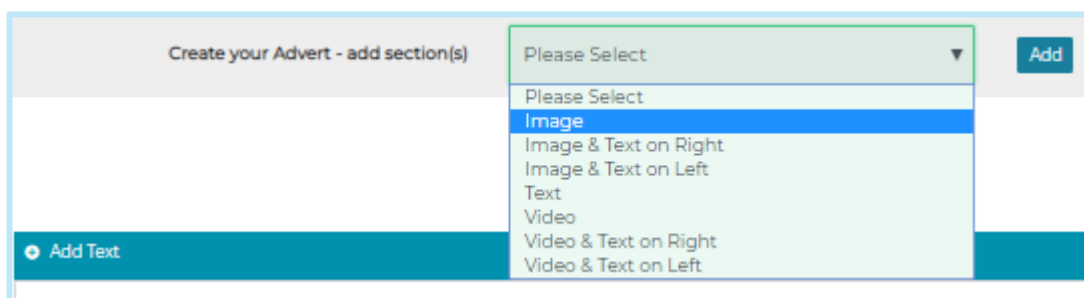 Create your Advert - add section(s) Please Select ▼ Add
Please Select
Image
Image & Text on Right
Image & Text on Left
Text
Video
Video & Text on Right
Video & Text on Left
Add Text